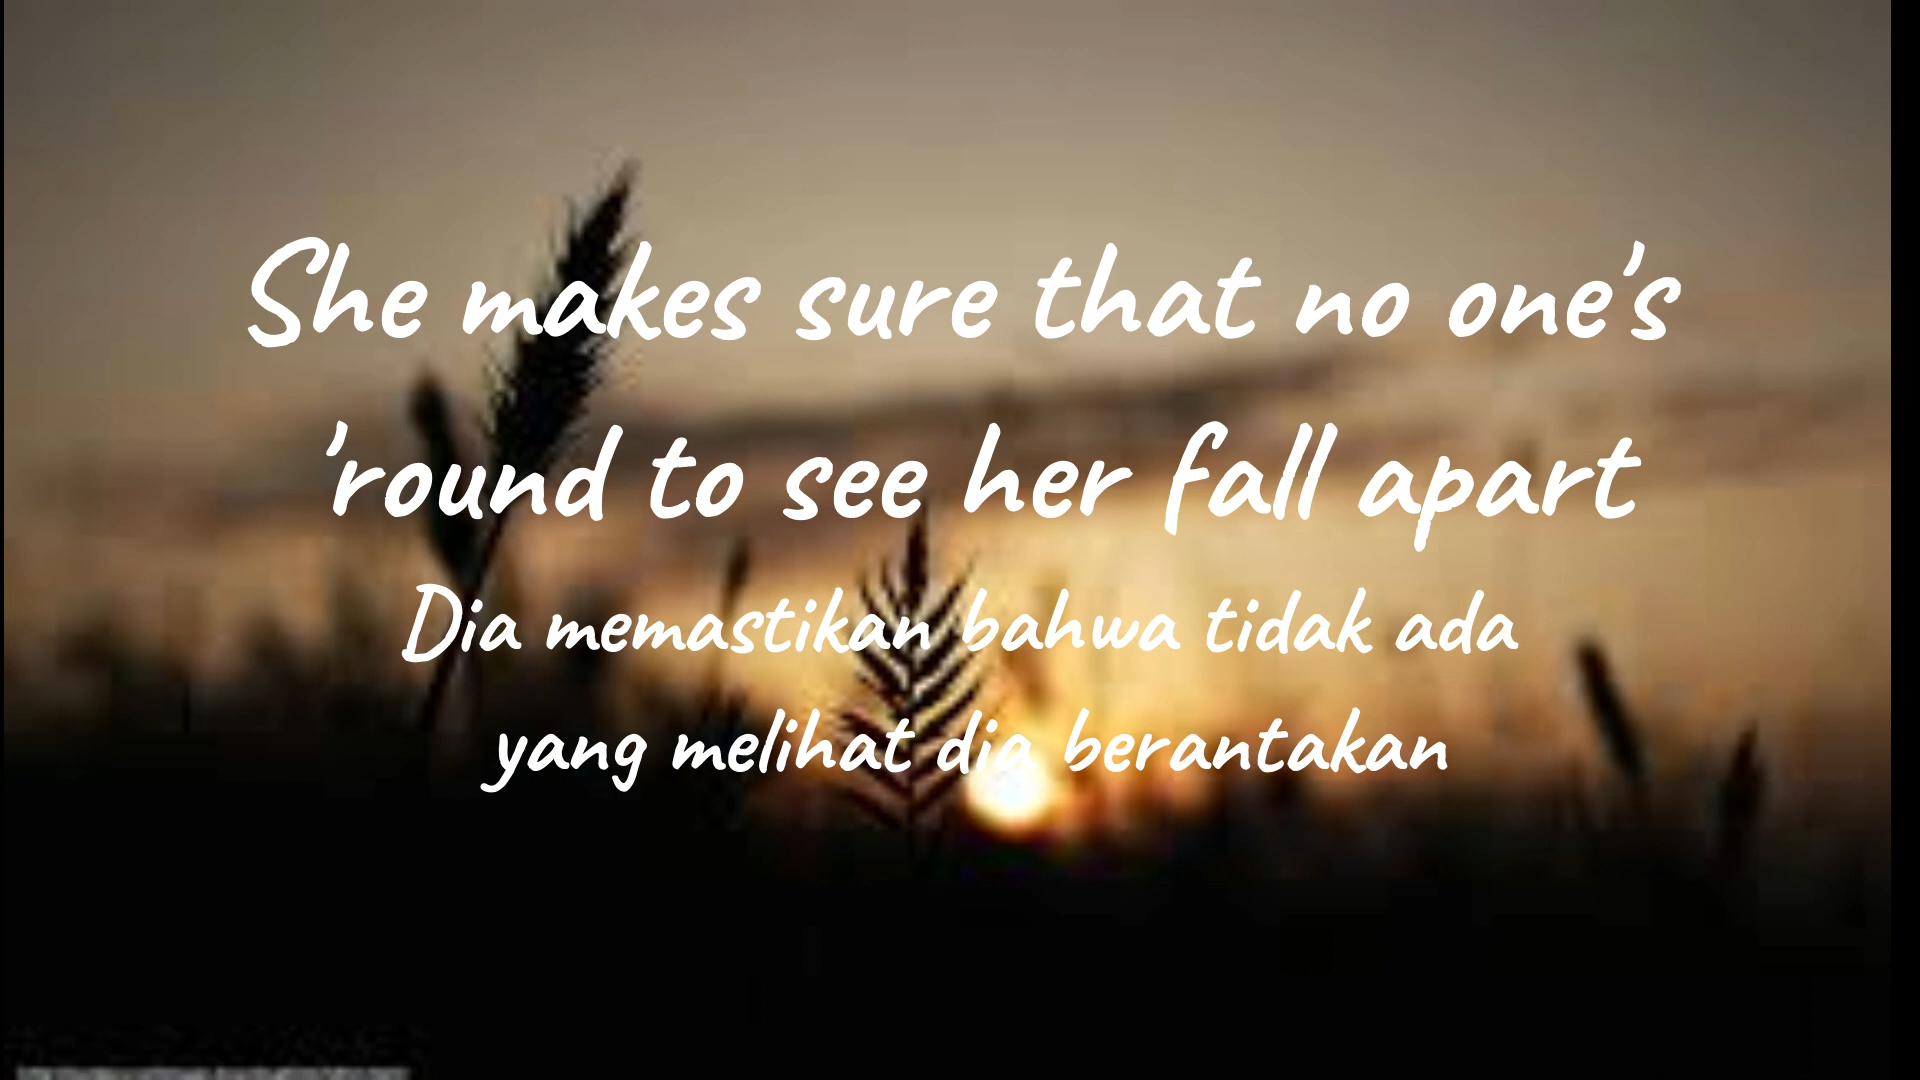 She makes sure that no one's
'round to see her fall apart
Dia memastikan bahwa tidak ada
yang melihat dia berantakan